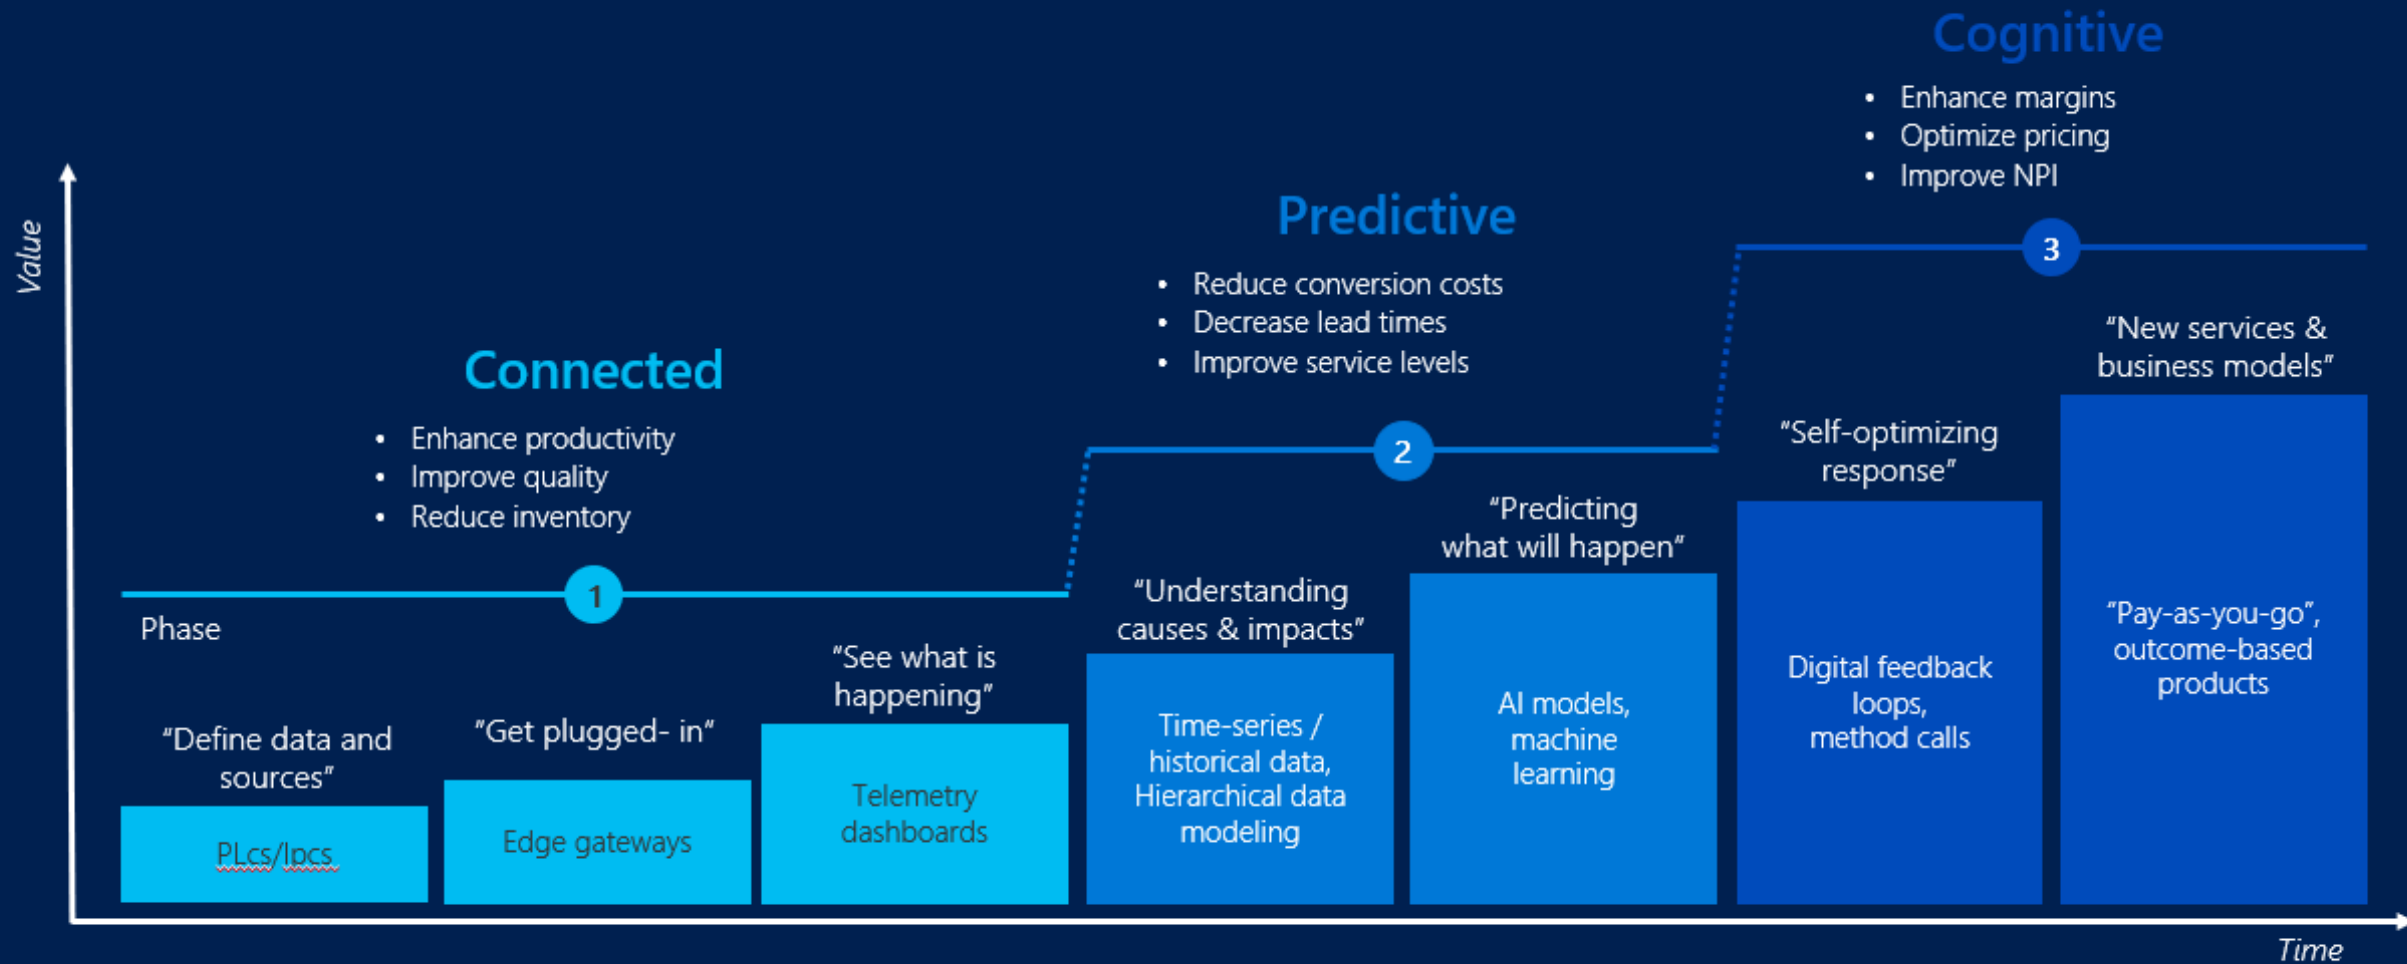 Value
Connected
• Enhance productivity
• Improve quality
• Reduce inventory
1
Phase
"Define data and
sources"
PLcs/Ipcs
"Get plugged- in"
Edge gateways
"See what is
happening"
Telemetry
dashboards
Predictive
• Reduce conversion costs
• Decrease lead times
• Improve service levels
2
"Understanding
causes & impacts"
Time-series /
historical data,
Hierarchical data
modeling
"Predicting
what will happen"
AI models,
machine
learning
Cognitive
• Enhance margins
• Optimize pricing
• Improve NPI
3
"Self-optimizing
response"
Digital feedback
loops,
method calls
"New services &
business models"
"Pay-as-you-go",
outcome-based
products
Time